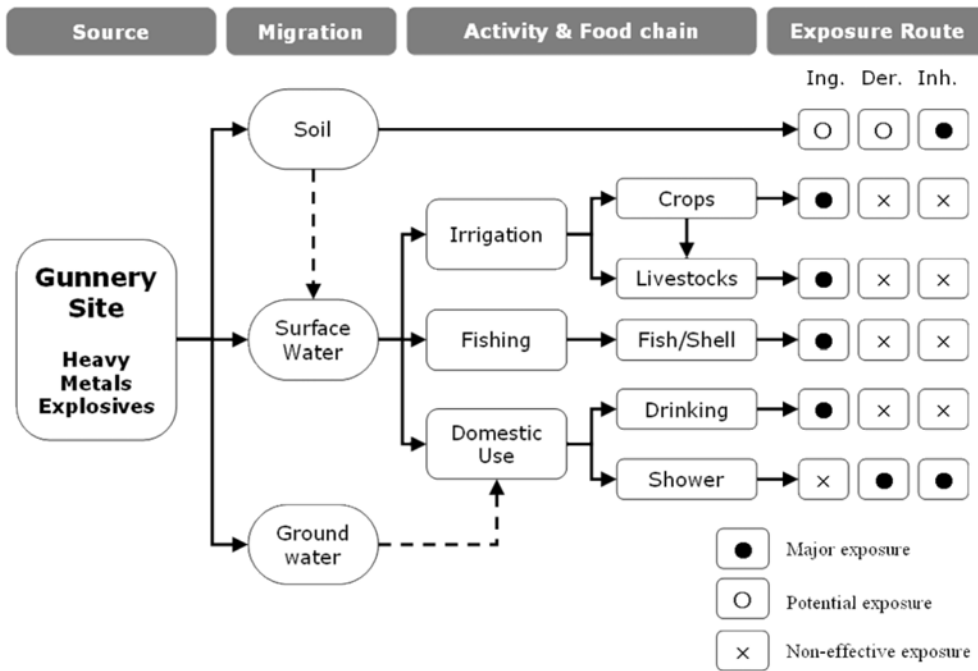 Source
Migration
Activity & Food chain
Exposure Route
Ing. Der. Inh.
Soil
Crops
Irrigation
Livestocks
Gunnery
Site
Heavy
Metals
Explosives
Surface
Water
Fishing
Fish/Shell
Drinking
Domestic
Use
Shower
Ground
water
Major exposure
Potential exposure
Non-effective exposure